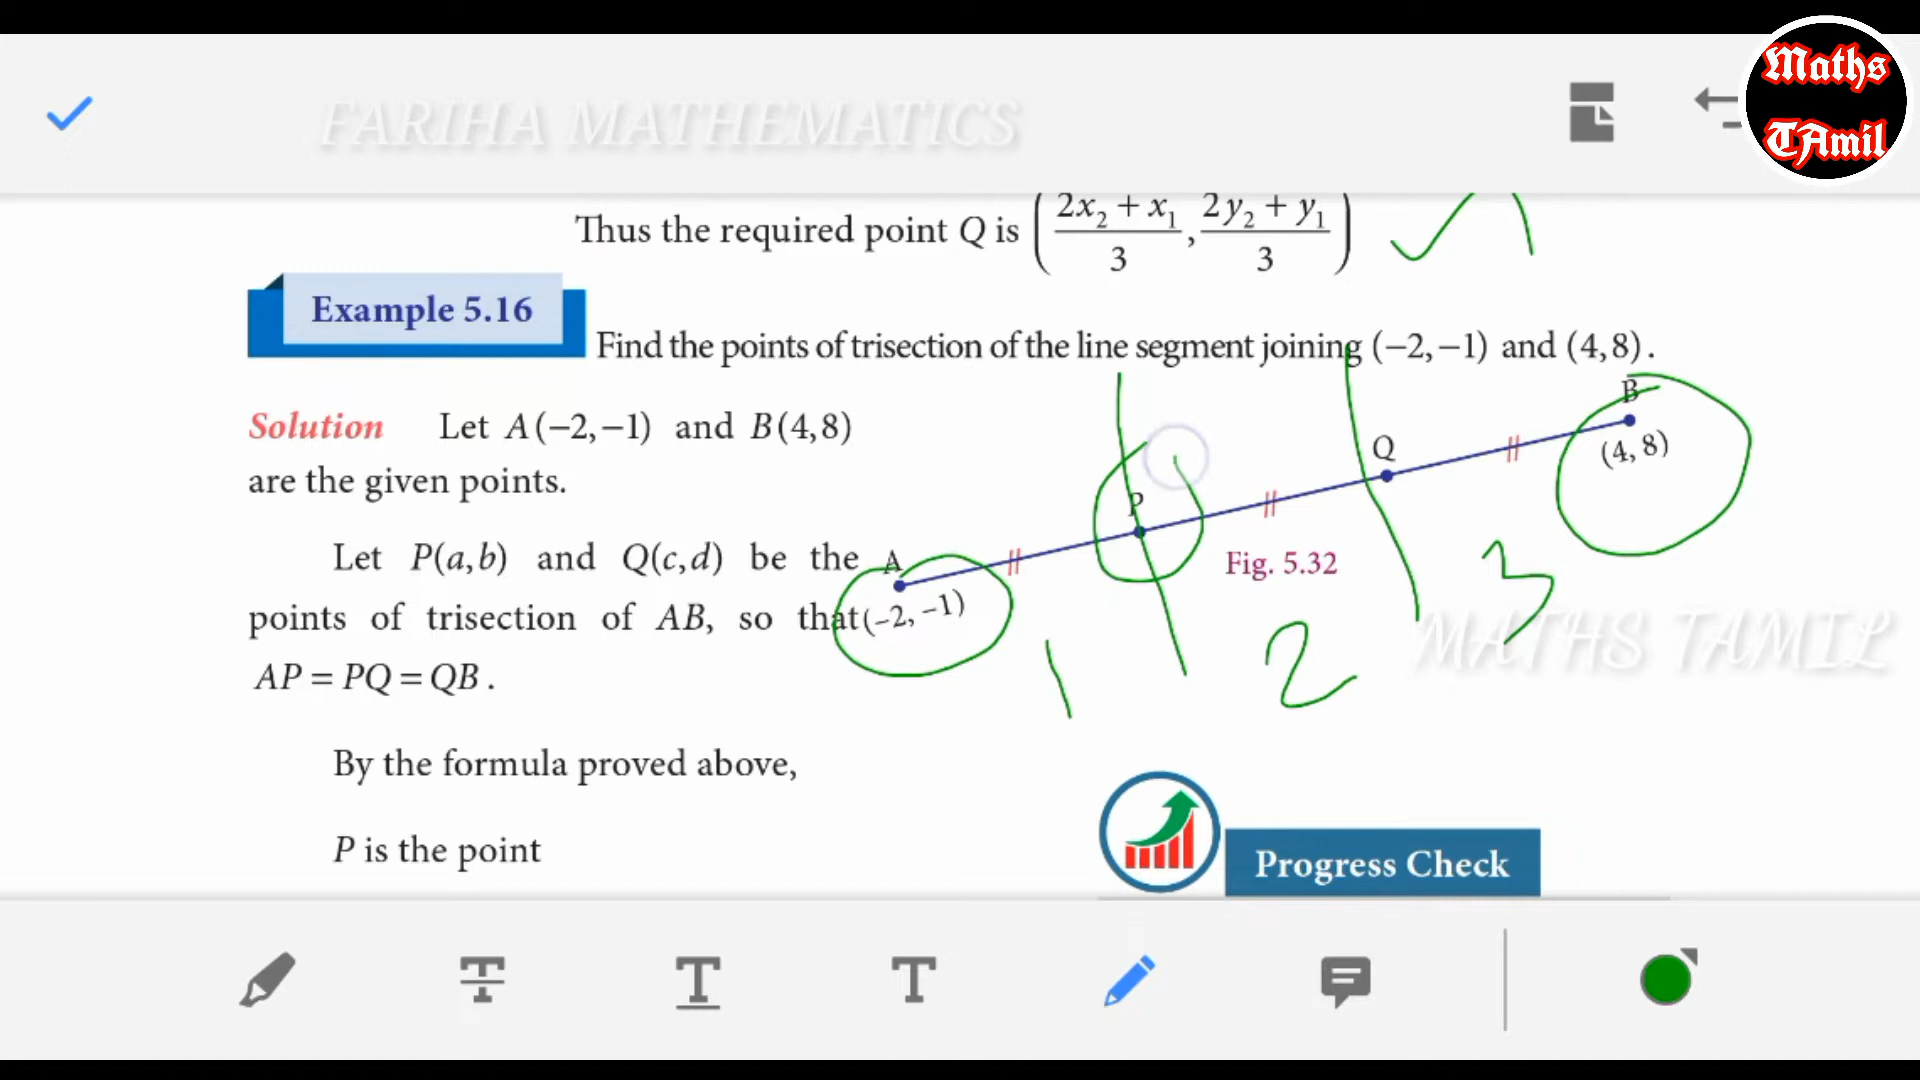 Maths
TAmil
FARIHA MATHEMATICS
Thus the required point Q is (2x₂ + x₁ / 3, 2y₂ + y₁ / 3)
Example 5.16
Find the points of trisection of the line segment joining (−2,−1) and (4,8).
Solution Let A(−2,−1) and B(4,8)
are the given points.
Let P(a,b) and Q(c,d) be the
points of trisection of AB, so that
AP = PQ = QB.
B
(4, 8)
Q
P
A
(−2, −1)
Fig. 5.32
1
2
3
MATHS TAMIL
By the formula proved above,
P is the point
Progress Check
T
T
T